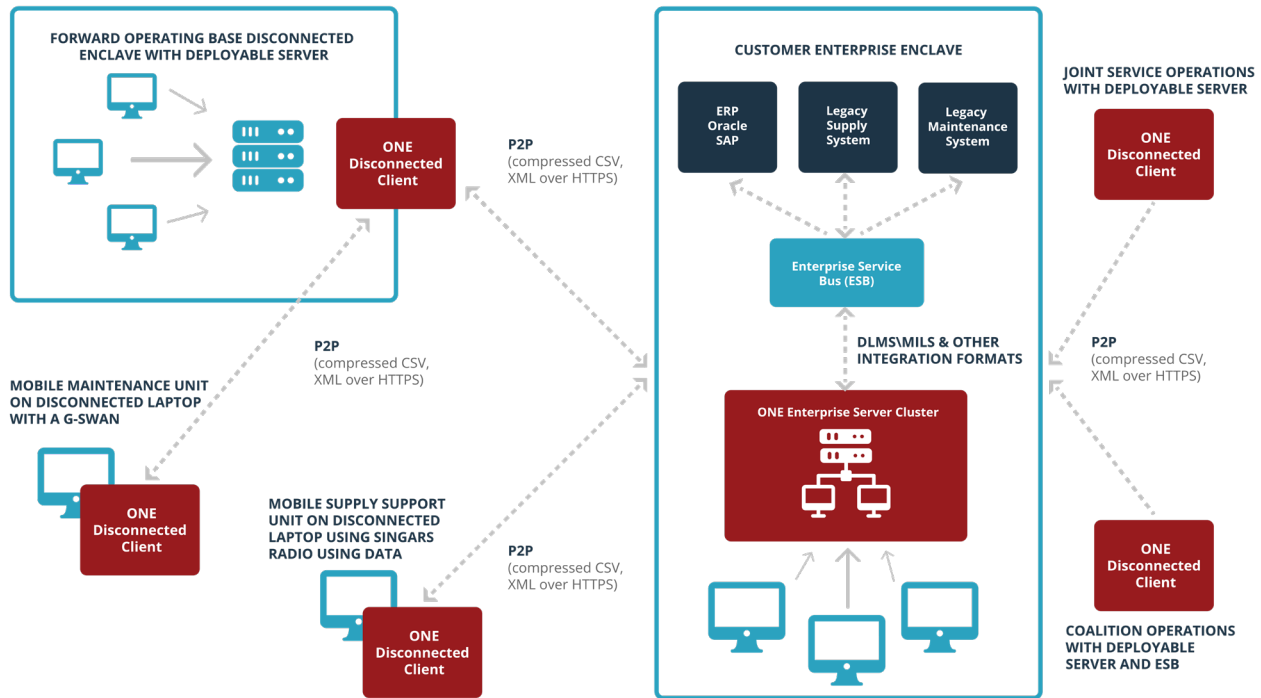 FORWARD OPERATING BASE DISCONNECTED
ENCLAVE WITH DEPLOYABLE SERVER
ONE
Disconnected
Client
P2P
(compressed CSV,
XML over HTTPS)
P2P
(compressed CSV,
XML over HTTPS)
MOBILE MAINTENANCE UNIT
ON DISCONNECTED LAPTOP
WITH A G-SWAN
ONE
Disconnected
Client
MOBILE SUPPLY SUPPORT
UNIT ON DISCONNECTED
LAPTOP USING SINGARS
RADIO USING DATA
ONE
Disconnected
Client
P2P
(compressed CSV,
XML over HTTPS)
CUSTOMER ENTERPRISE ENCLAVE
ERP
Oracle
SAP
Legacy
Supply
System
Legacy
Maintenance
System
Enterprise Service
Bus (ESB)
DLMS\MILS & OTHER
INTEGRATION FORMATS
ONE Enterprise Server Cluster
JOINT SERVICE OPERATIONS
WITH DEPLOYABLE SERVER
ONE
Disconnected
Client
P2P
(compressed CSV,
XML over HTTPS)
ONE
Disconnected
Client
COALITION OPERATIONS
WITH DEPLOYABLE
SERVER AND ESB